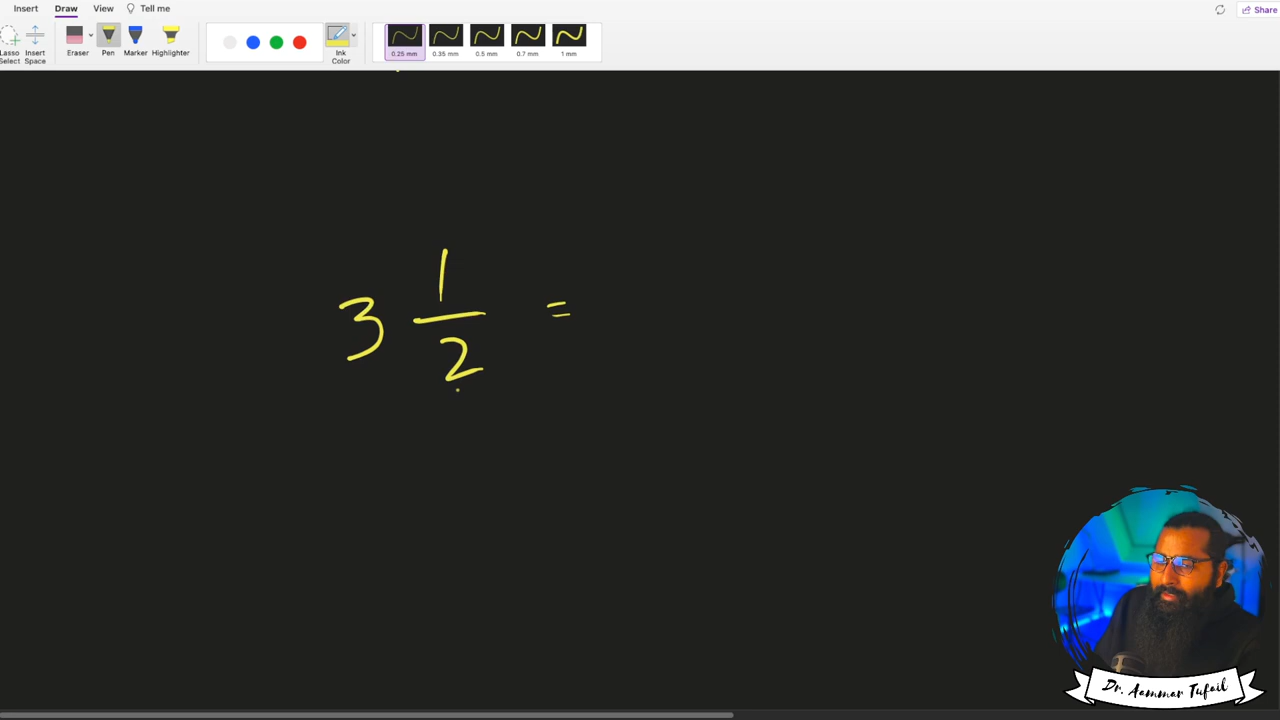 Insert Draw View Tell me Share
Lasso Select
Insert Space
Eraser
Pen
Marker
Highlighter
Ink Color
0.25 mm
0.35 mm
0.5 mm
0.7 mm
1 mm
3 1/2 =
Dr. Aammar Tufail